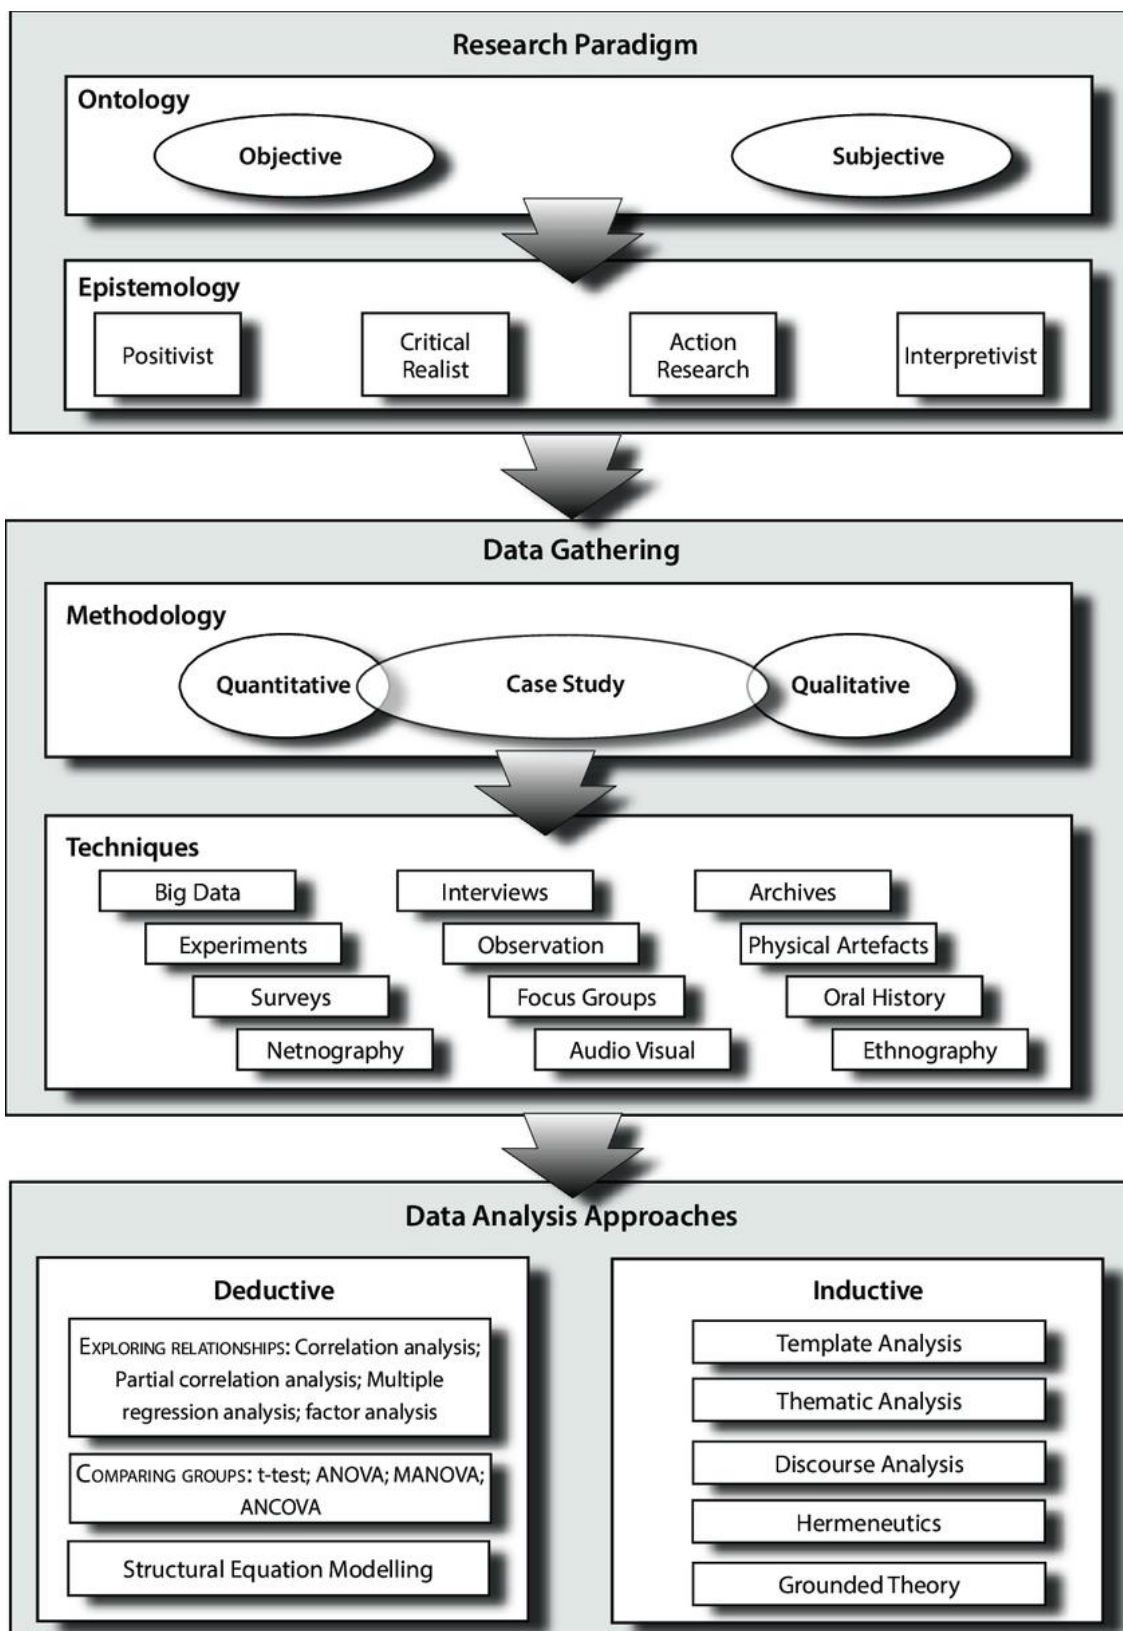 Research Paradigm
Ontology
Objective
Subjective
Epistemology
Positivist
Critical
Realist
Action
Research
Interpretivist
Data Gathering
Methodology
Quantitative
Case Study
Qualitative
Techniques
Big Data
Interviews
Archives
Experiments
Observation
Physical Artefacts
Surveys
Focus Groups
Oral History
Netnography
Audio Visual
Ethnography
Data Analysis Approaches
Deductive
EXPLORING RELATIONSHIPS: Correlation analysis;
Partial correlation analysis; Multiple
regression analysis; factor analysis
COMPARING GROUPS: t-test; ANOVA; MANOVA;
ANCOVA
Structural Equation Modelling
Inductive
Template Analysis
Thematic Analysis
Discourse Analysis
Hermeneutics
Grounded Theory